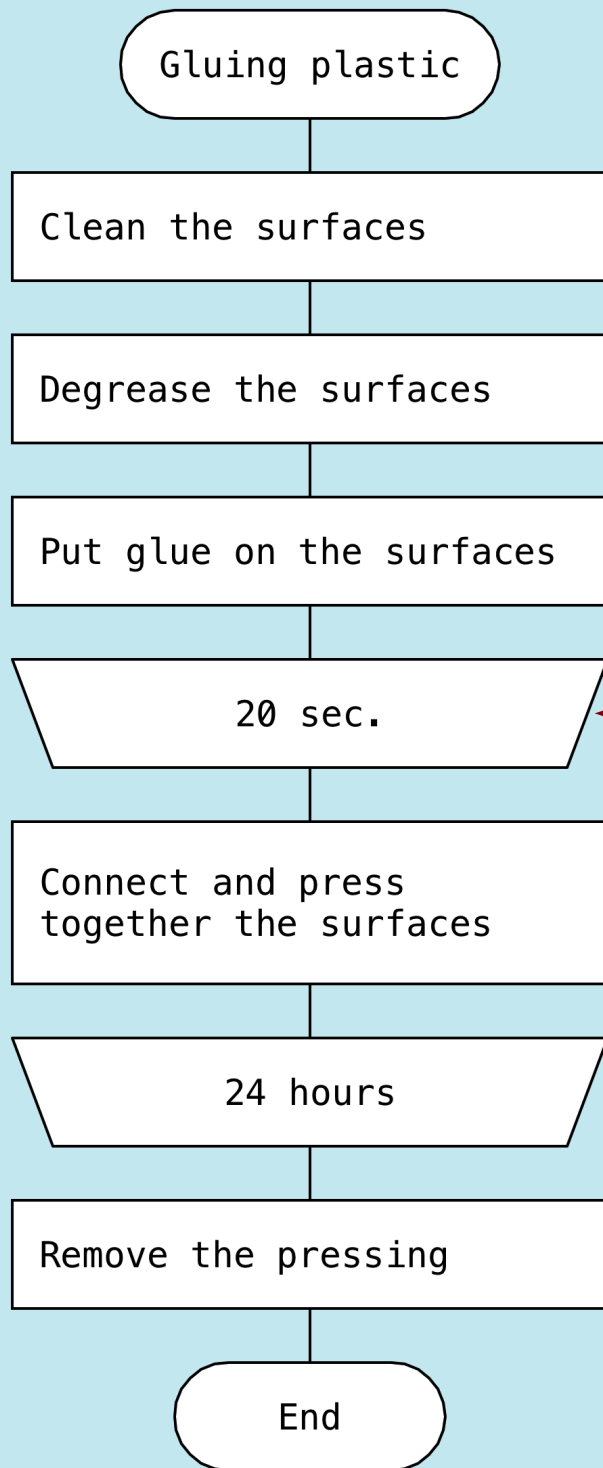 Gluing plastic
Clean the surfaces
Degrease the surfaces
Put glue on the surfaces
20 sec.
Connect and press
together the surfaces
24 hours
Remove the pressing
End